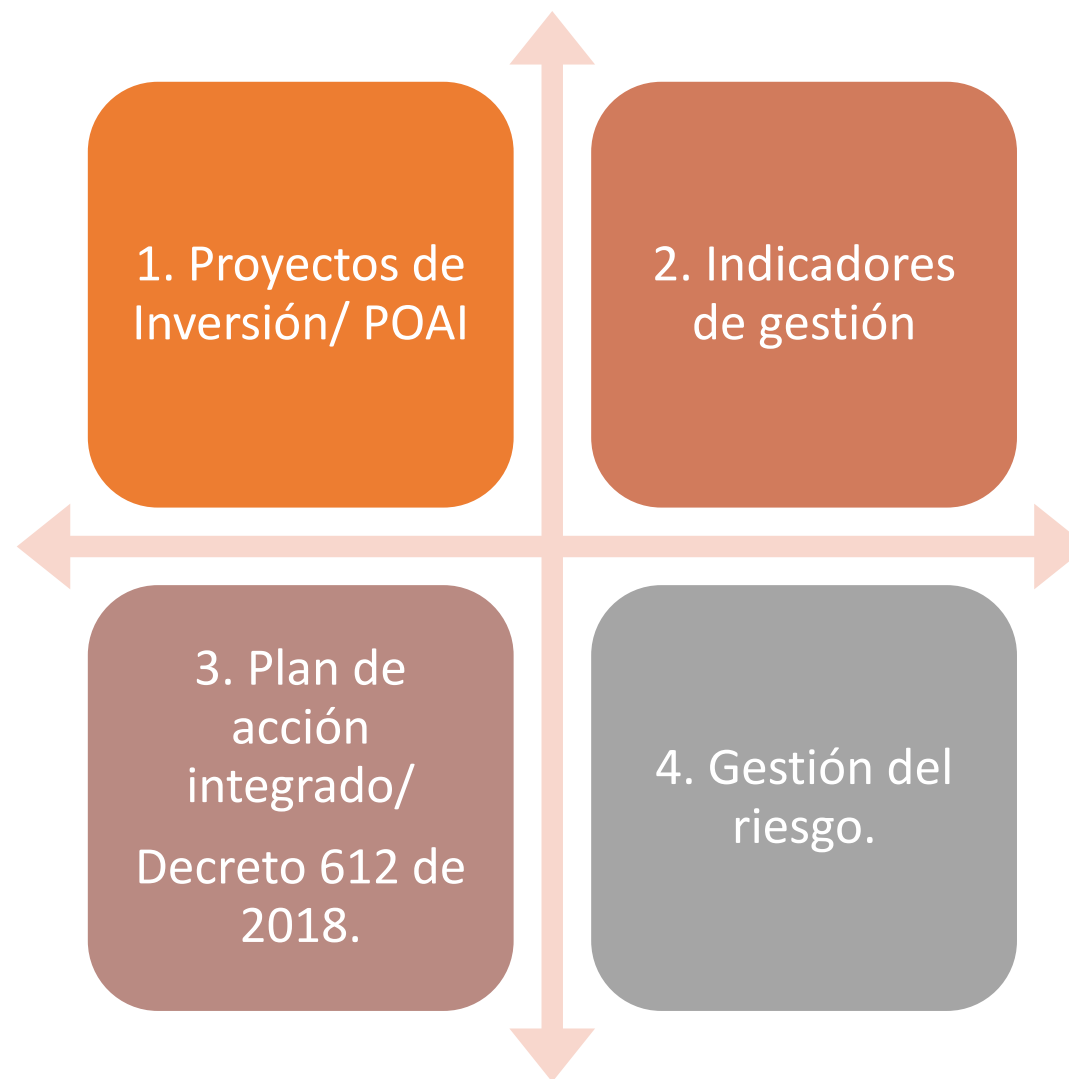 1. Proyectos de
Inversión/ POAI
2. Indicadores
de gestión
3. Plan de
acción
integrado/
Decreto 612 de
2018.
4. Gestión del
riesgo.